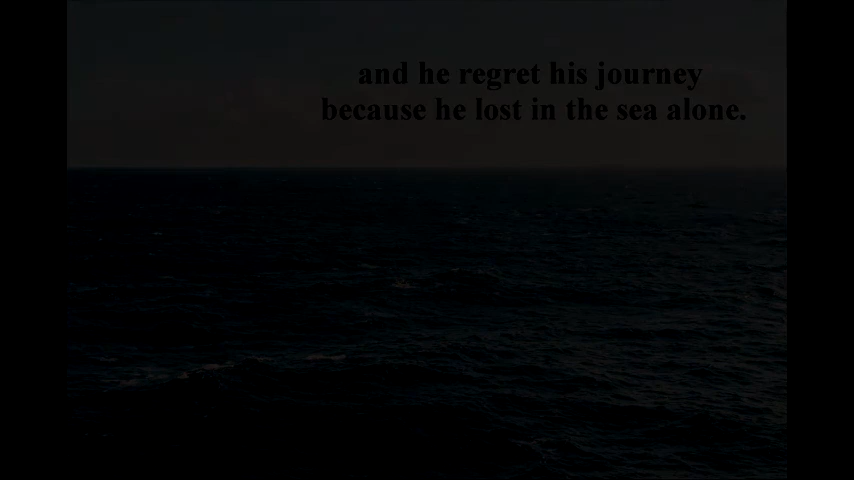 and he regret his journey
because he lost in the sea alone.